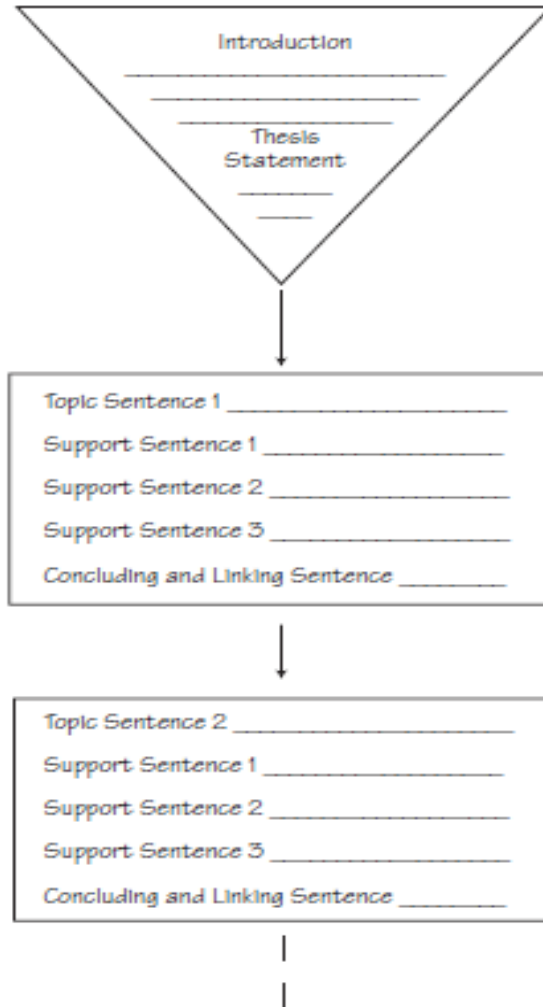 Introduction
Thesis
Statement
Topic Sentence 1
Support Sentence 1
Support Sentence 2
Support Sentence 3
Concluding and Linking Sentence
Topic Sentence 2
Support Sentence 1
Support Sentence 2
Support Sentence 3
Concluding and Linking Sentence